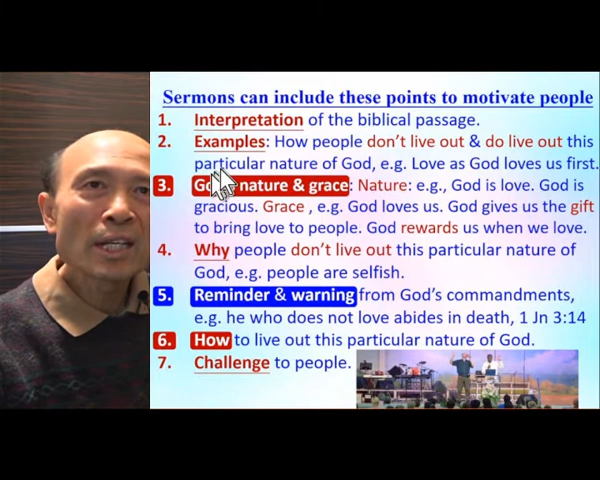 Sermons can include these points to motivate people
1. Interpretation of the biblical passage.
2. Examples: How people don't live out & do live out this
particular nature of God, e.g. Love as God loves us first.
3. nature & grace: Nature: e.g., God is love. God is
gracious. Grace , e.g. God loves us. God gives us the gift
to bring love to people. God rewards us when we love.
4. Why people don't live out this particular nature of
God, e.g. people are selfish.
5. Reminder & warning from God's commandments,
e.g. he who does not love abides in death, 1 Jn 3:14
6. How to live out this particular nature of God.
7. Challenge to people.